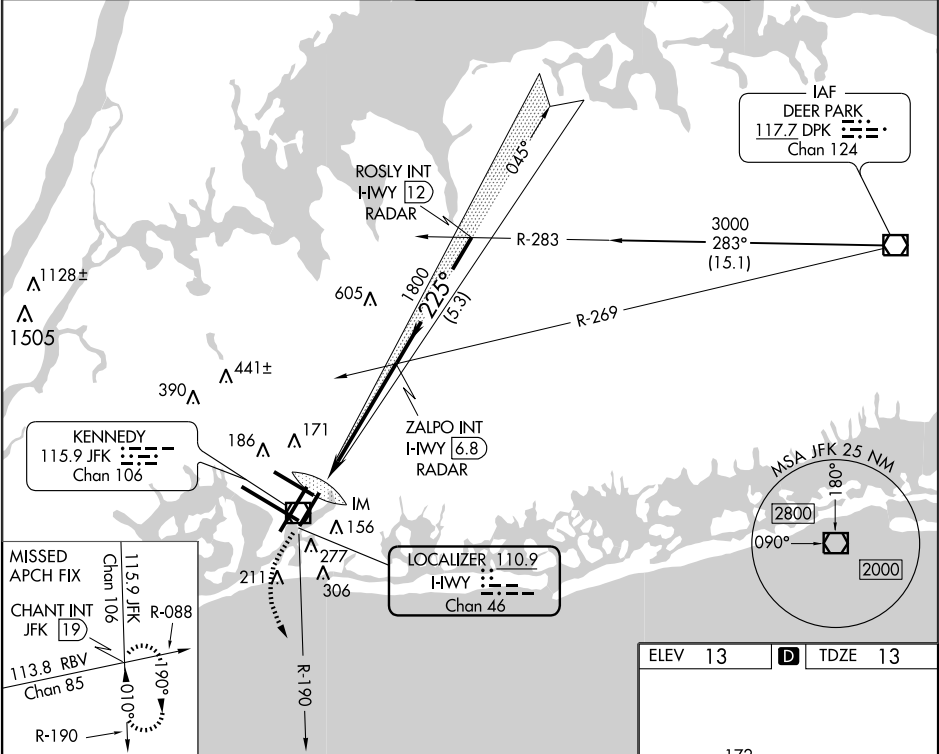 IAF
DEER PARK
117.7 DPK
Chan 124
ROSLY INT
I-IWY 12
RADAR
045°
R-283
3000
283°
(15.1)
1128±
1505
605
1800
225°
(5.3)
R-269
441±
390
ZALPO INT
I-IWY 6.8
RADAR
KENNEDY
115.9 JFK
Chan 106
186
171
IM
156
277
211
306
LOCALIZER 110.9
I-IWY
Chan 46
R-190
MSA JFK 25 NM
180°
2800
090°
2000
MISSED
APCH FIX
115.9 JFK
Chan 106
CHANT INT
JFK 19
R-088
113.8 RBV
Chan 85
190°
010°
R-190
ELEV 13
D
TDZE 13